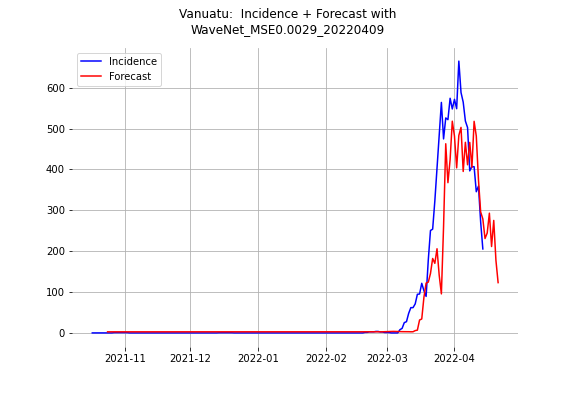 Vanuatu:  Incidence + Forecast with
WaveNet_MSE0.0029_20220409
Incidence
Forecast
600
500
400
300
200
100
0
2021-11 2021-12 2022-01 2022-02 2022-03 2022-04